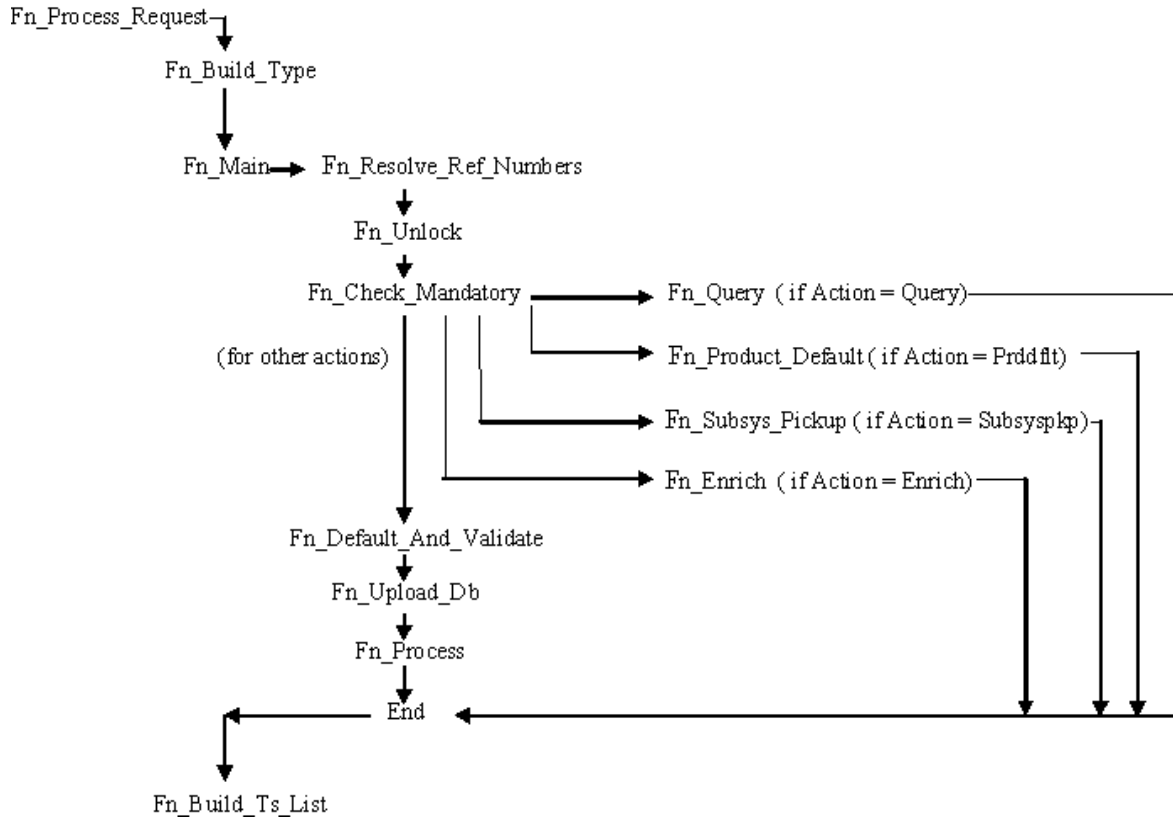 Fn_Process_Request
Fn_Build_Type
Fn_Main
Fn_Resolve_Ref_Numbers
Fn_Unlock
Fn_Check_Mandatory
Fn_Query ( if Action = Query)
(for other actions)
Fn_Product_Default ( if Action = Prddflt)
Fn_Subsys_Pickup ( if Action = Subsyspkp)
Fn_Enrich ( if Action = Enrich)
Fn_Default_And_Validate
Fn_Upload_Db
Fn_Process
End
Fn_Build_Ts_List